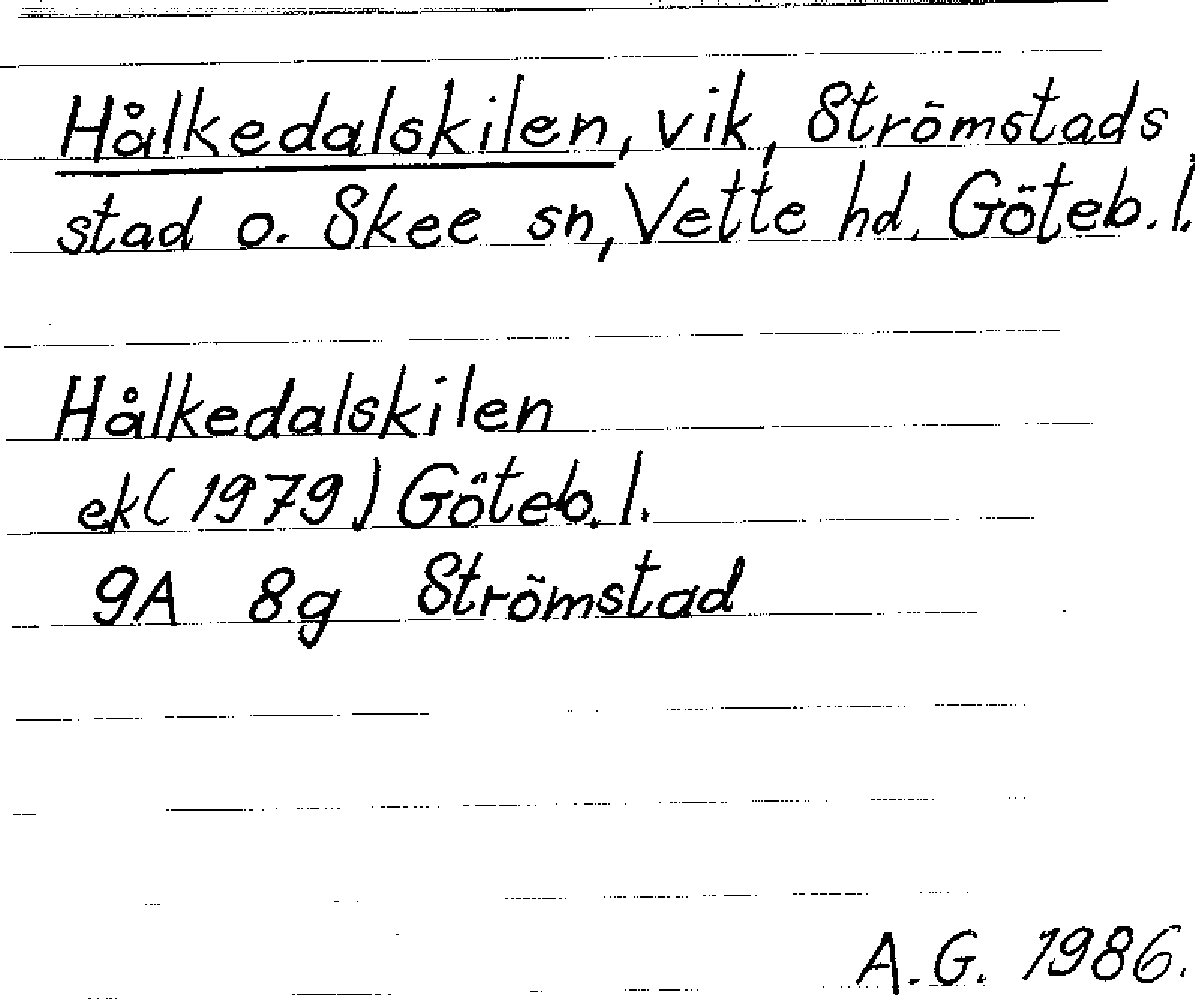 Hålkedalskilen, vik, Strömstads
stad o. Skee sn, Vette hd, Göteb. l.
Hålkedalskilen
ek (1979) Göteb. l.
9A 8g Strömstad
A.G. 1986.